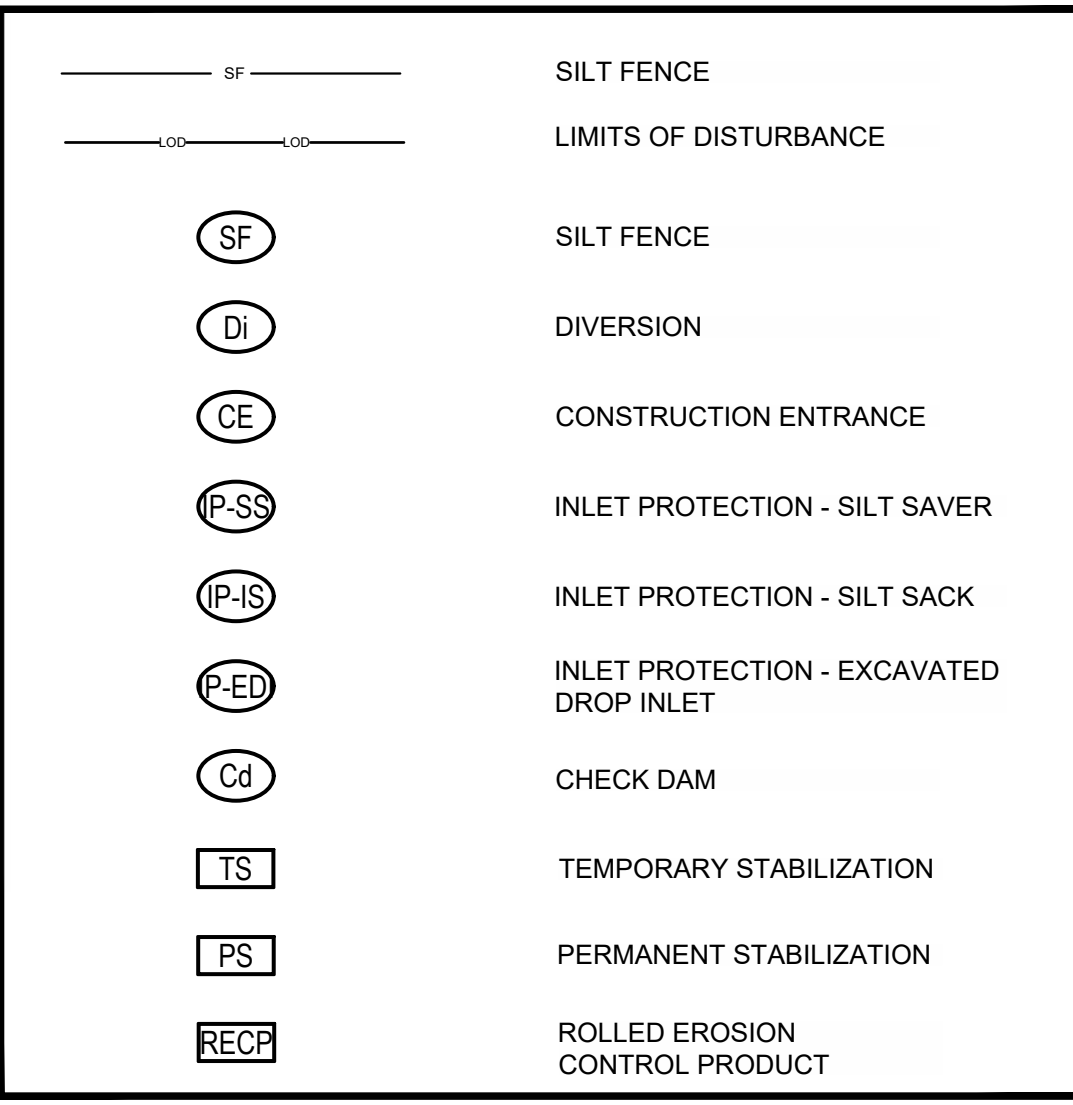 SF SILT FENCE
LOD LOD LIMITS OF DISTURBANCE
SF SILT FENCE
Di DIVERSION
CE CONSTRUCTION ENTRANCE
IP-SS INLET PROTECTION - SILT SAVER
IP-IS INLET PROTECTION - SILT SACK
IP-EDI INLET PROTECTION - EXCAVATED
DROP INLET
Cd CHECK DAM
TS TEMPORARY STABILIZATION
PS PERMANENT STABILIZATION
RECP ROLLED EROSION
CONTROL PRODUCT